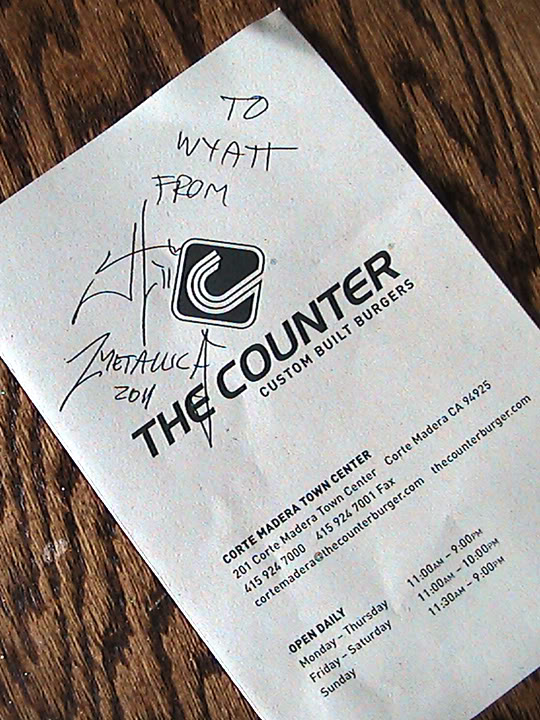 TO
WYATT
FROM
METALLICA
2011
THE COUNTER®
CUSTOM BUILT BURGERS
CORTE MADERA TOWN CENTER
201 Corte Madera Town Center Corte Madera CA 94925
415 924 7000 415 924 7001 Fax
cortemadera@thecounterburger.com thecounterburger.com
OPEN DAILY
Monday – Thursday 11:00AM – 9:00PM
Friday – Saturday 11:00AM – 10:00PM
Sunday 11:30AM – 9:00PM